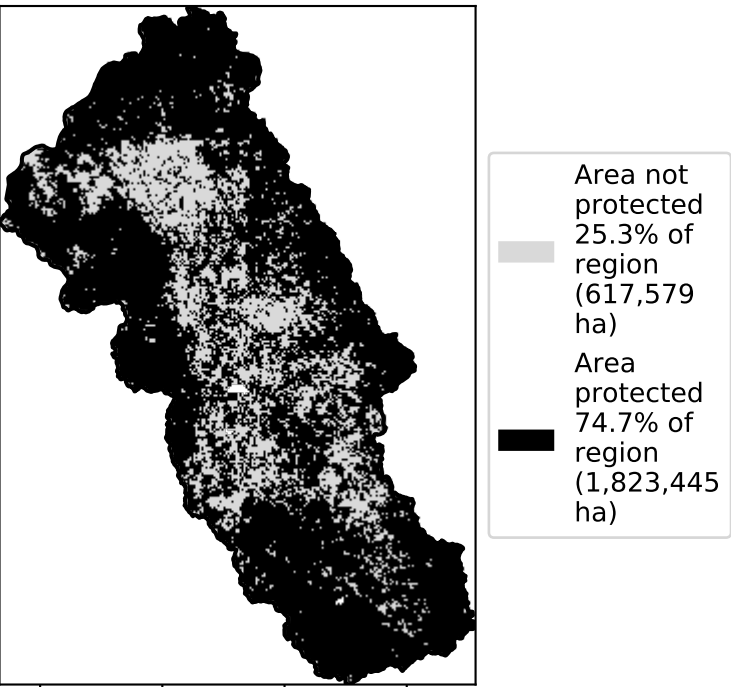 Area not
protected
25.3% of
region
(617,579
ha)
Area
protected
74.7% of
region
(1,823,445
ha)